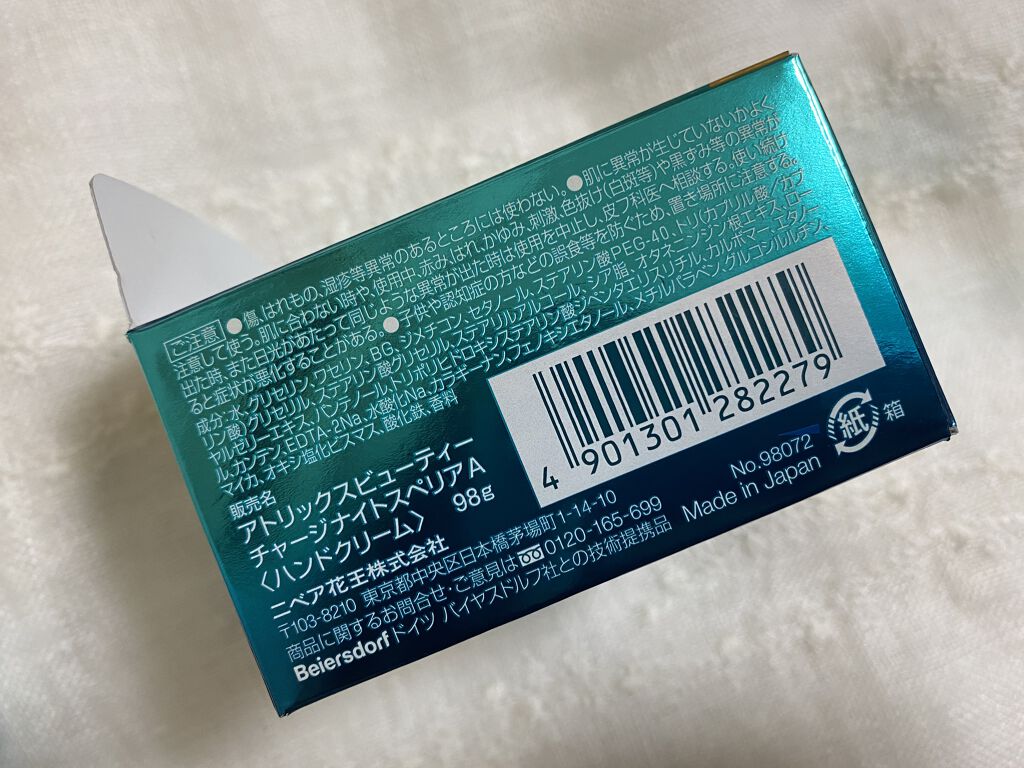 ご注意 ●傷、はれもの、湿疹等異常のあるところには使わない。●肌に異常が生じていないかよく
注意して使う。肌に合わない時や、使用中、赤み、はれ、かゆみ、刺激、色抜け(白斑等)や黒ずみ等の異常が
出た時、また日光があたって同じような異常が出た時は使用を中止し、皮フ科医へ相談する。使い続け
ると症状が悪化することがある。●子供や認知症の方などの誤食等を防ぐため、置き場所に注意する。
成分:水、グリセリン、ワセリン、BG、ジメチコン、セタノール、ステアリン酸PEG-40、トリ(カプリル酸/カプ
リン酸)グリセリル、ステアリン酸グリセリル、ステアリルアルコール、シア脂、オタネニンジン根エキス、ロー
ヤルゼリーエキス、パンテノール、トリポリヒドロキシステアリン酸ジペンタエリスリチル、カルボマー、エタノー
ル、カンテン、EDTA-2Na、水酸化Na、カラギーナン、フェノキシエタノール、メチルパラベン、グルコシルルチン、
マイカ、オキシ塩化ビスマス、酸化鉄、香料
販売名
アトリックスビューティー
チャージナイトスペリアA
〈ハンドクリーム〉 98g
ニベア花王株式会社
〒103-8210 東京都中央区日本橋茅場町1-14-10
商品に関するお問合せ・ご意見は 0120-165-699
Beiersdorf ドイツ バイヤスドルフ社との技術提携品
4 901301 282279
No.98072
Made in Japan
紙 箱